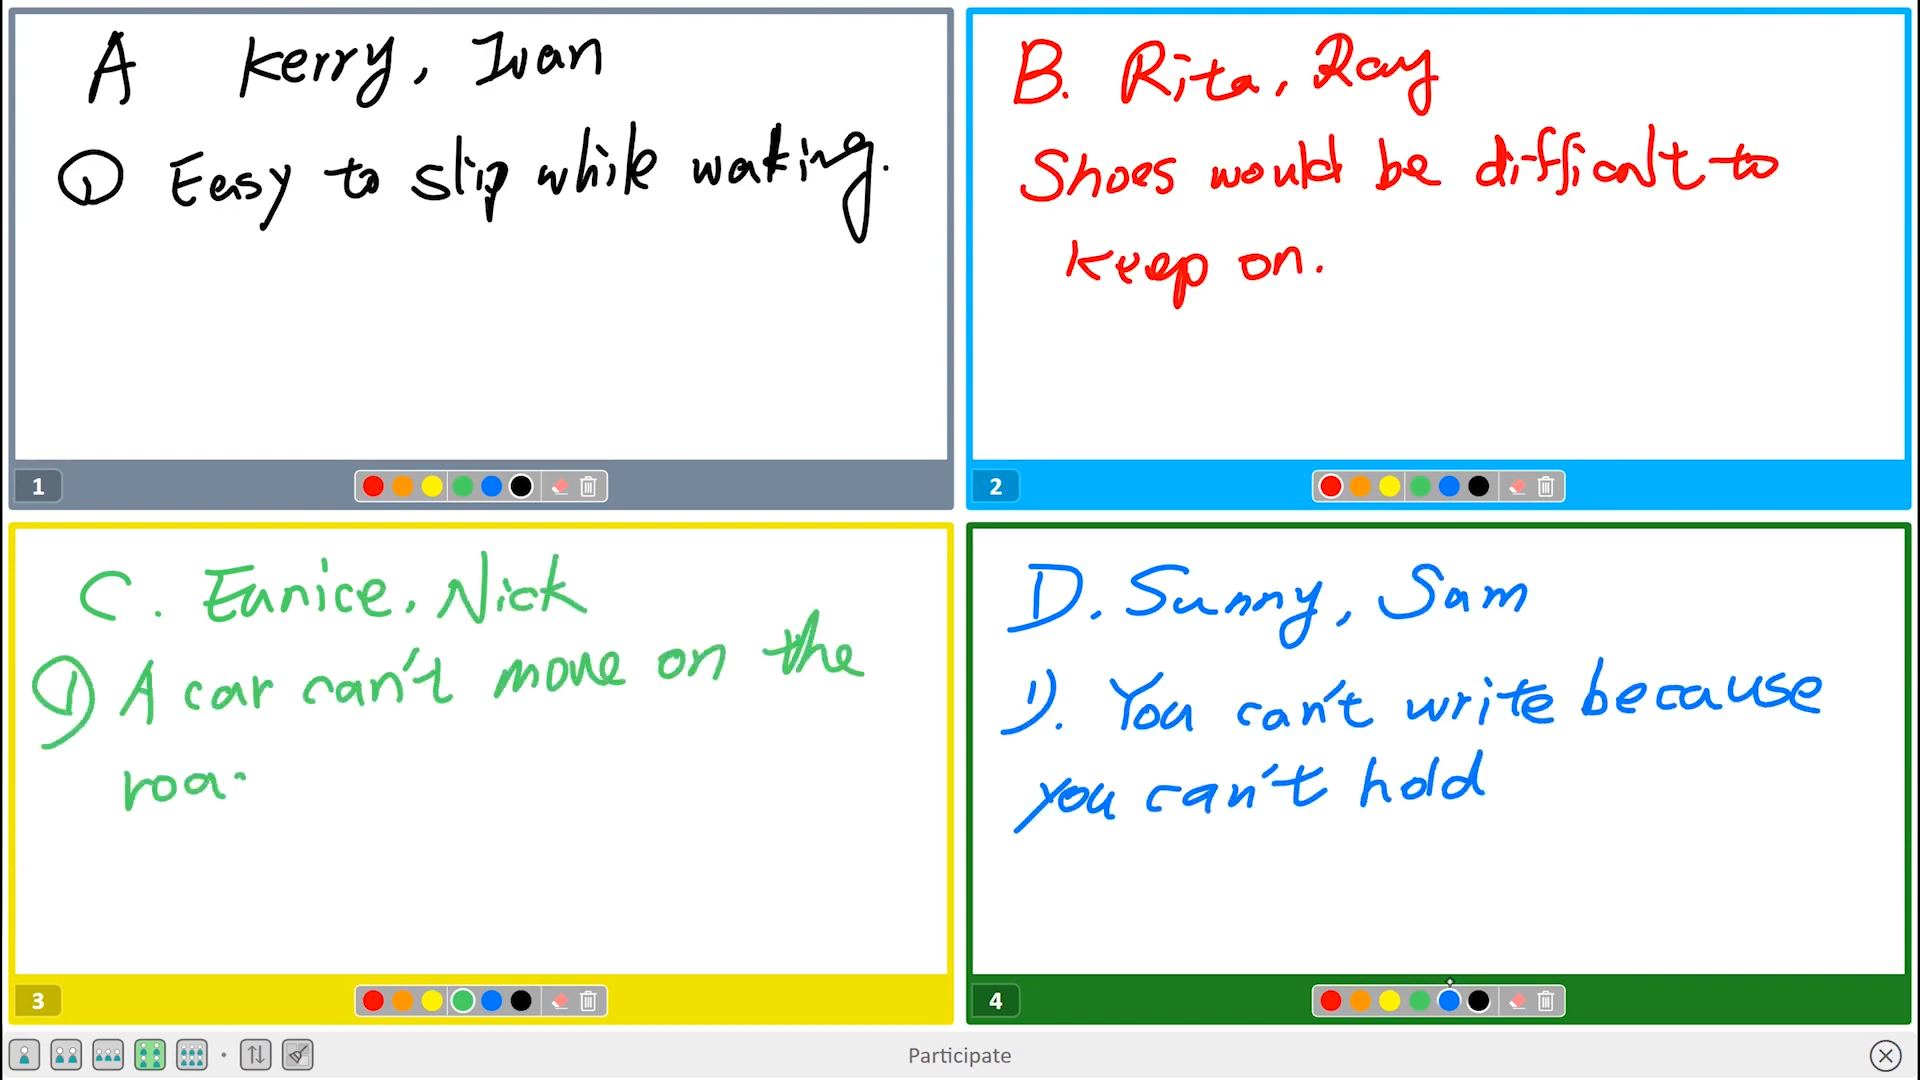 A Kerry, Ivan
① Easy to slip while waking.
1
B. Rita, Ray
Shoes would be difficult to
keep on.
2
C. Eunice, Nick
① A car can't move on the
roa
3
D. Sunny, Sam
1). You can't write because
you can't hold
4
Participate